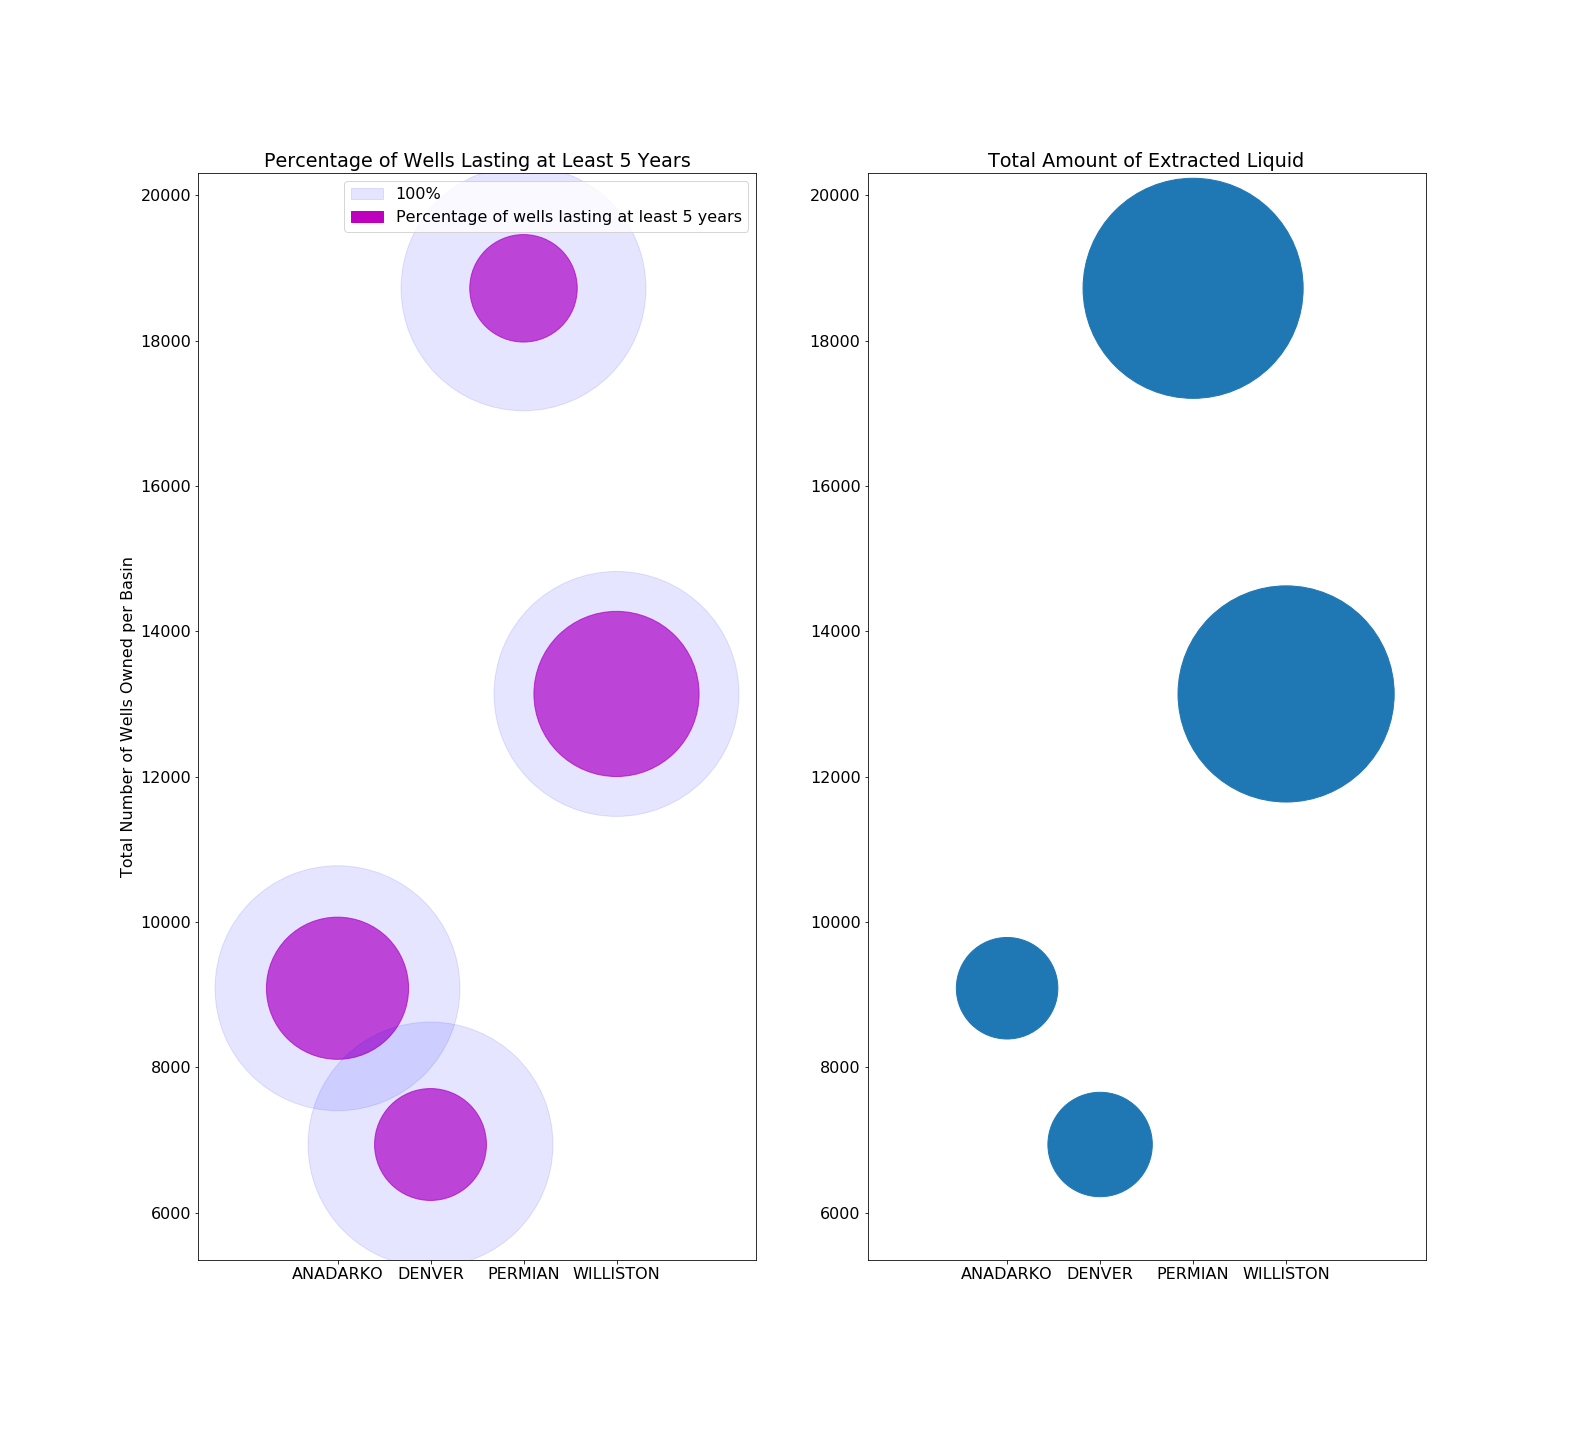 Percentage of Wells Lasting at Least 5 Years
100%
Percentage of wells lasting at least 5 years
Total Number of Wells Owned per Basin
20000
18000
16000
14000
12000
10000
8000
6000
ANADARKO DENVER PERMIAN WILLISTON
Total Amount of Extracted Liquid
20000
18000
16000
14000
12000
10000
8000
6000
ANADARKO DENVER PERMIAN WILLISTON